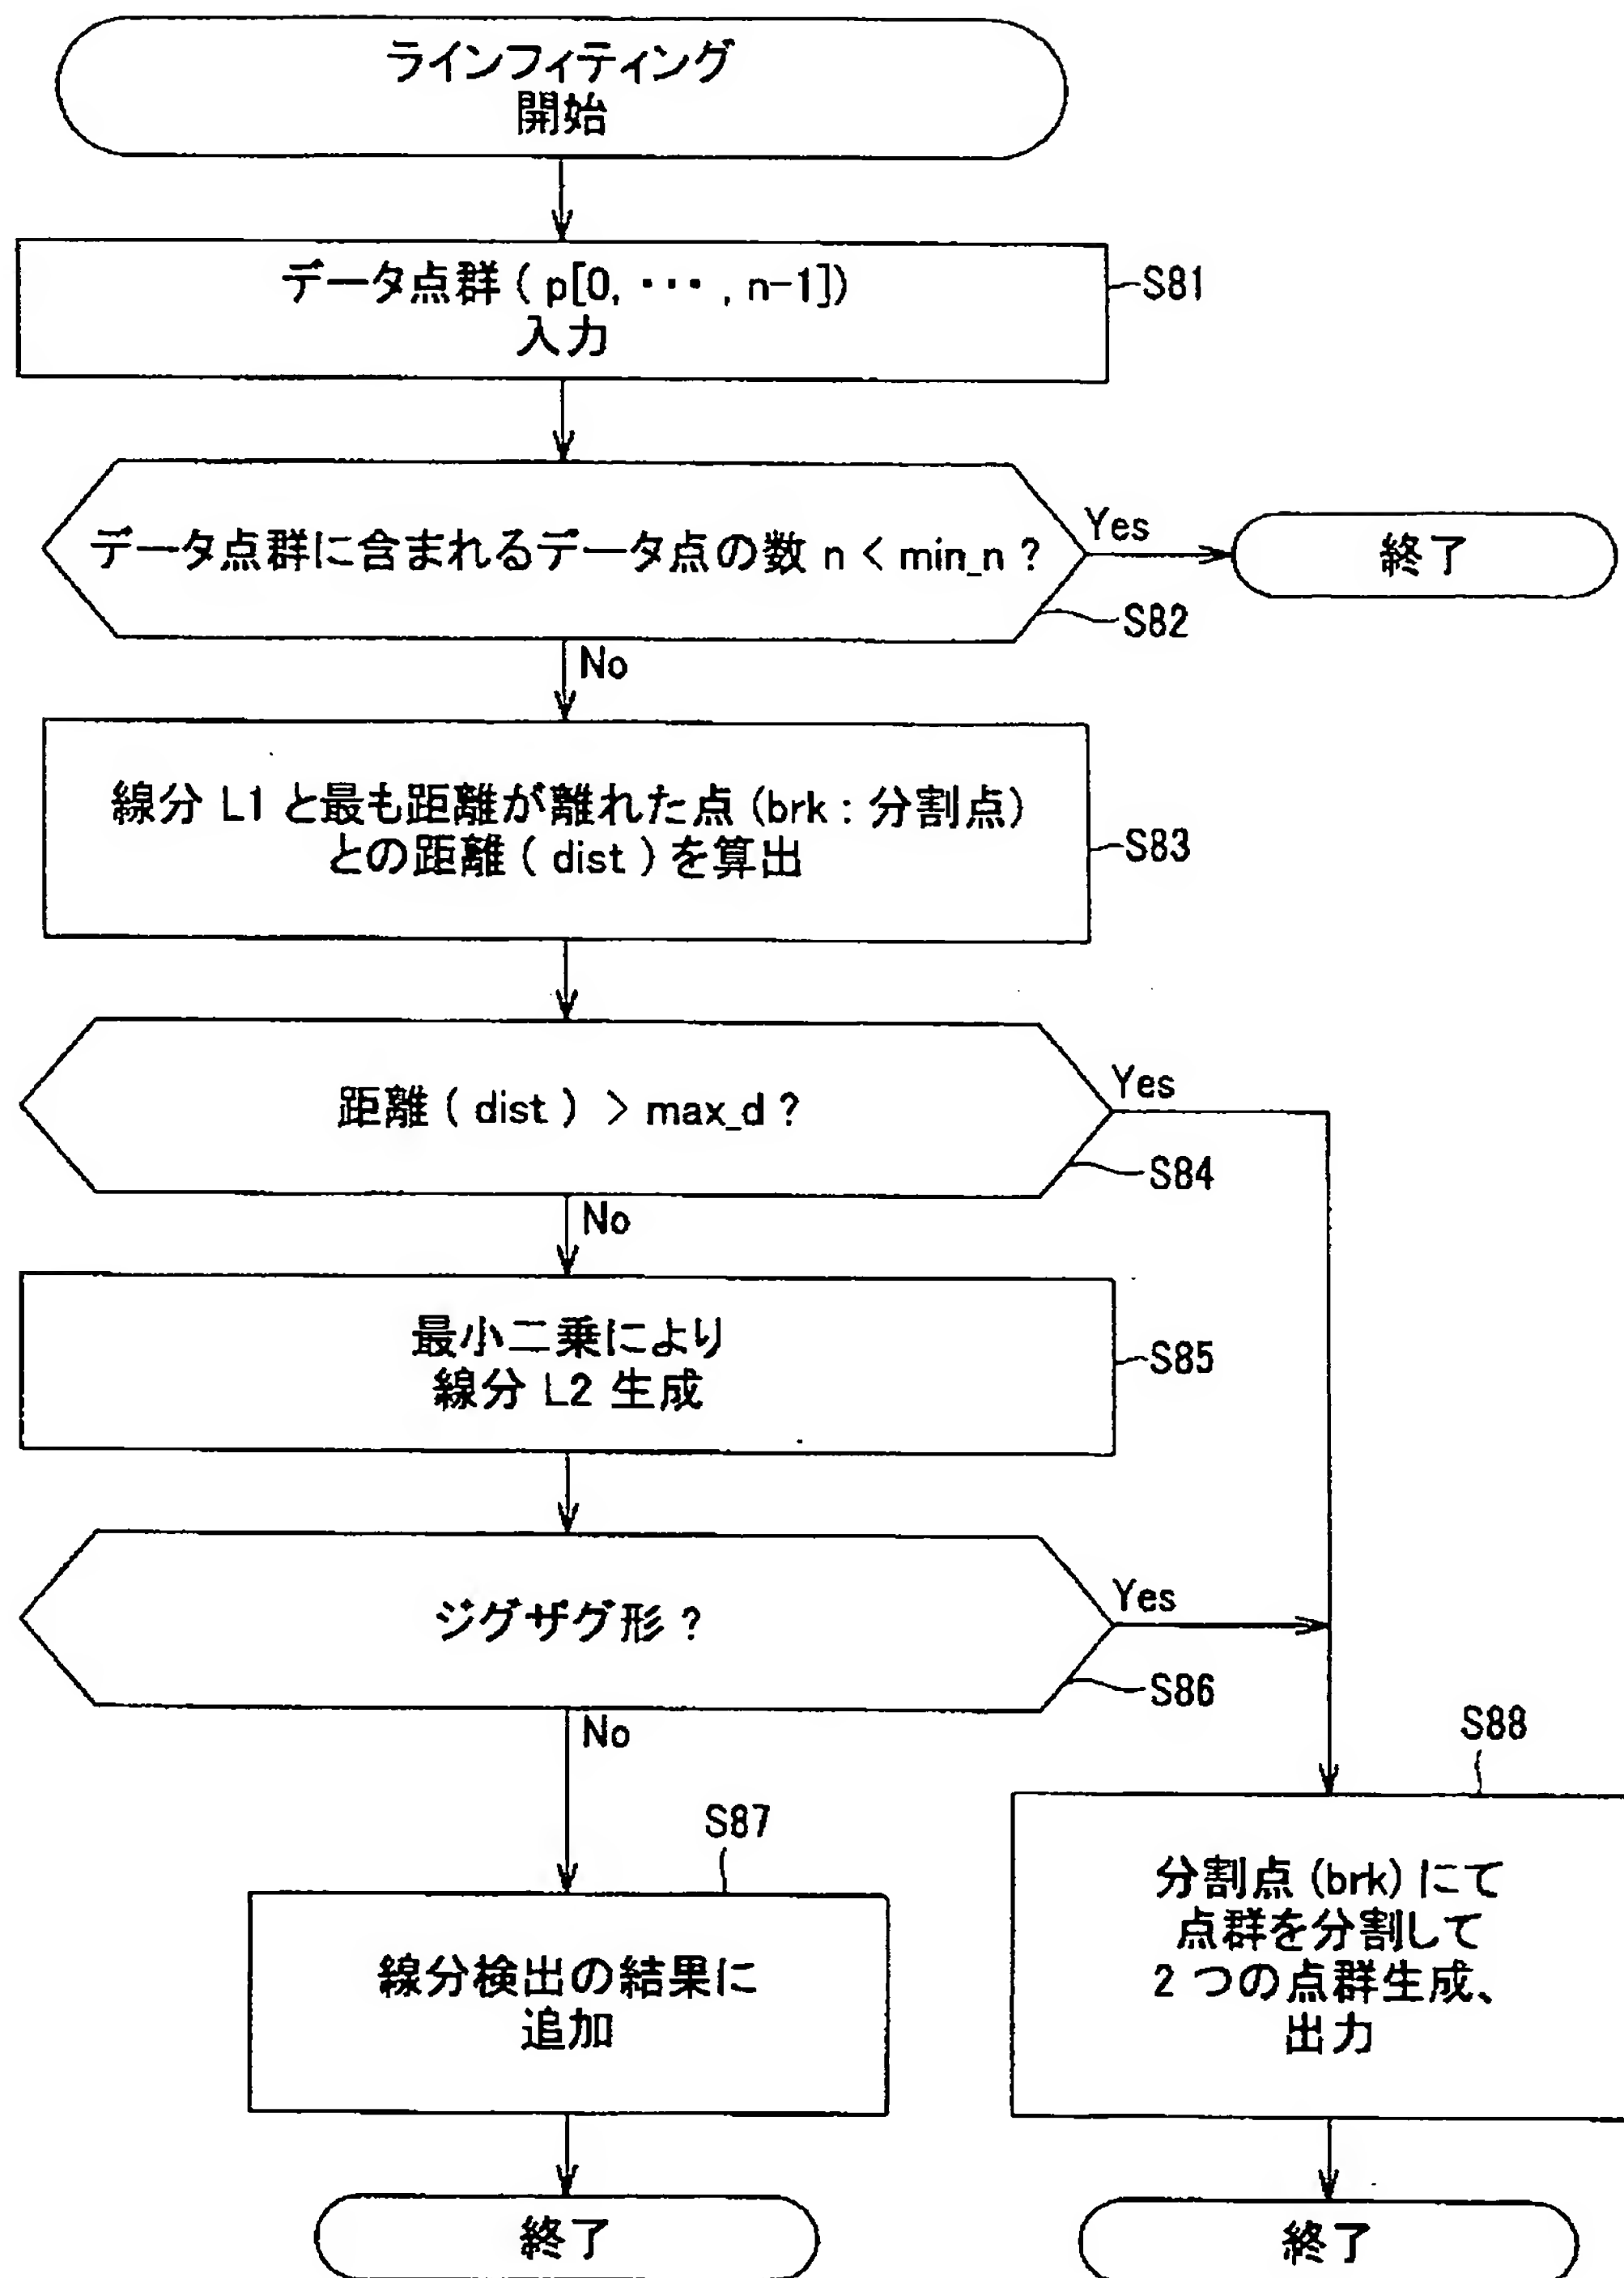 ラインフィティング
開始
データ点群 ( p[0, ・・・ , n-1])
入力
S81
データ点群に含まれるデータ点の数 n < min_n ?
Yes
終了
S82
No
線分 L1 と最も距離が離れた点 (brk : 分割点)
との距離 ( dist ) を算出
S83
距離 ( dist ) > max_d ?
Yes
S84
No
最小二乗により
線分 L2 生成
S85
ジグザグ形 ?
Yes
S86
No
S88
S87
分割点 (brk) にて
点群を分割して
2 つの点群生成、
出力
線分検出の結果に
追加
終了
終了